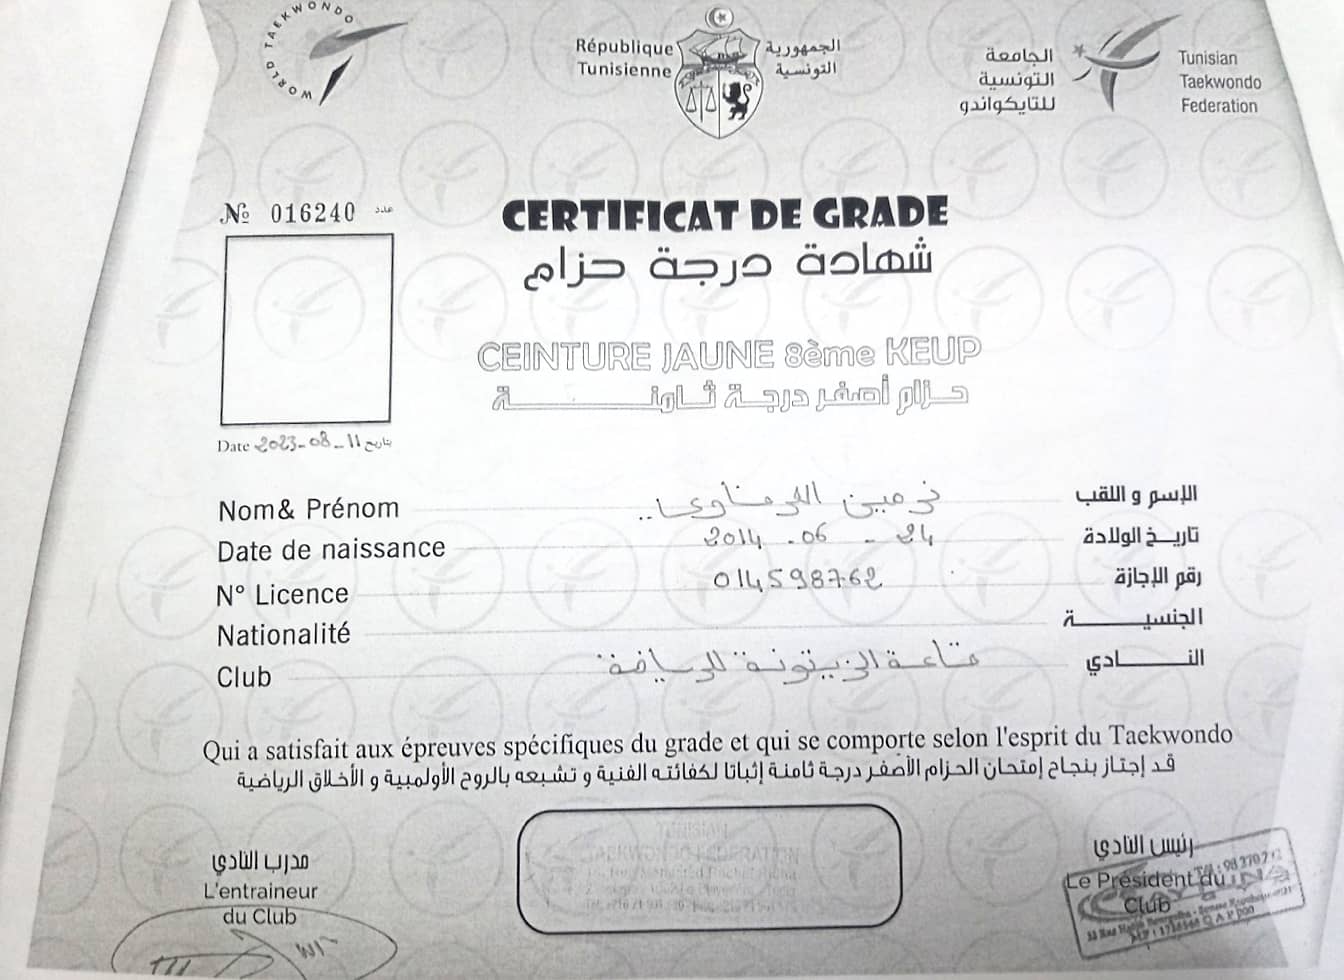 WORLD TAEKWONDO
République Tunisienne
الجمهورية التونسية
الجامعة التونسية للتايكواندو
Tunisian Taekwondo Federation
№ 016240 عدد
CERTIFICAT DE GRADE
شهادة درجة حزام
CEINTURE JAUNE 8ème KEUP
حزام أصفر درجة ثامنة
Date 2023-08-11 تاريخ
Nom& Prénom نرمين الفرضاوي الإسم و اللقب
Date de naissance 2014-06-24 تاريخ الولادة
N° Licence 014598762 رقم الإجازة
Nationalité الجنسية
Club قاعة الزيتونة للرياضة النادي
Qui a satisfait aux épreuves spécifiques du grade et qui se comporte selon l'esprit du Taekwondo
قد إجتاز بنجاح إمتحان الحزام الأصفر درجة ثامنة إثباتا لكفائته الفنية و تشبعه بالروح الأولمبية و الأخلاق الرياضية
مدرب النادي
L'entraineur
du Club
TUNISIAN
TAEKWONDO FEDERATION
رئيس النادي
Le Président du
Club